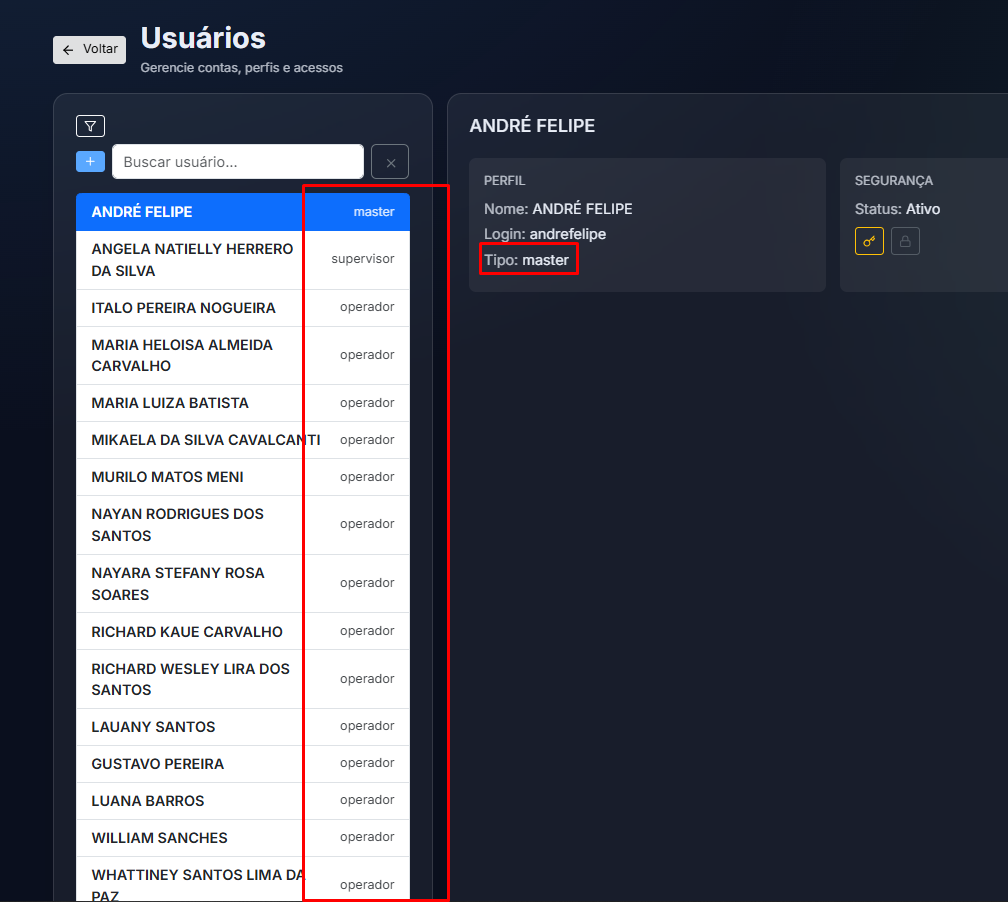 Voltar
Usuários
Gerencie contas, perfis e acessos
Buscar usuário...
ANDRÉ FELIPE master
ANGELA NATIELLY HERRERO
DA SILVA
supervisor
ITALO PEREIRA NOGUEIRA operador
MARIA HELOISA ALMEIDA
CARVALHO
operador
MARIA LUIZA BATISTA operador
MIKAELA DA SILVA CAVALCANTI operador
MURILO MATOS MENI operador
NAYAN RODRIGUES DOS
SANTOS
operador
NAYARA STEFANY ROSA
SOARES
operador
RICHARD KAUE CARVALHO operador
RICHARD WESLEY LIRA DOS
SANTOS
operador
LAUANY SANTOS operador
GUSTAVO PEREIRA operador
LUANA BARROS operador
WILLIAM SANCHES operador
WHATTINEY SANTOS LIMA DA
PAZ
operador
ANDRÉ FELIPE
PERFIL
Nome: ANDRÉ FELIPE
Login: andrefelipe
Tipo: master
SEGURANÇA
Status: Ativo